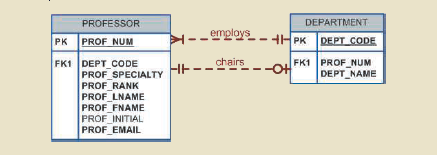 PROFESSOR
PK PROF_NUM
FK1 DEPT_CODE
PROF_SPECIALTY
PROF_RANK
PROF_LNAME
PROF_FNAME
PROF_INITIAL
PROF_EMAIL
employs
chairs
DEPARTMENT
PK DEPT_CODE
FK1 PROF_NUM
DEPT_NAME